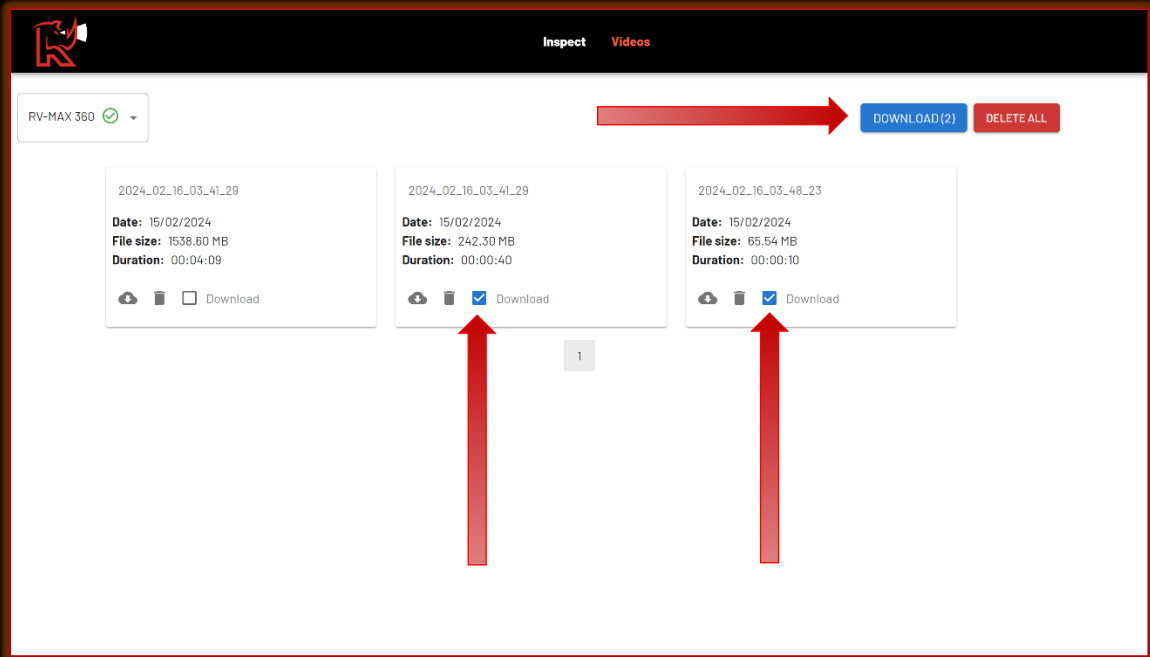 Inspect Videos
RV-MAX 360
DOWNLOAD (2) DELETE ALL
2024_02_16_03_41_29
Date: 15/02/2024
File size: 1538.60 MB
Duration: 00:04:09
Download
2024_02_16_03_41_29
Date: 15/02/2024
File size: 242.30 MB
Duration: 00:00:40
Download
2024_02_16_03_48_23
Date: 15/02/2024
File size: 65.54 MB
Duration: 00:00:10
Download
1